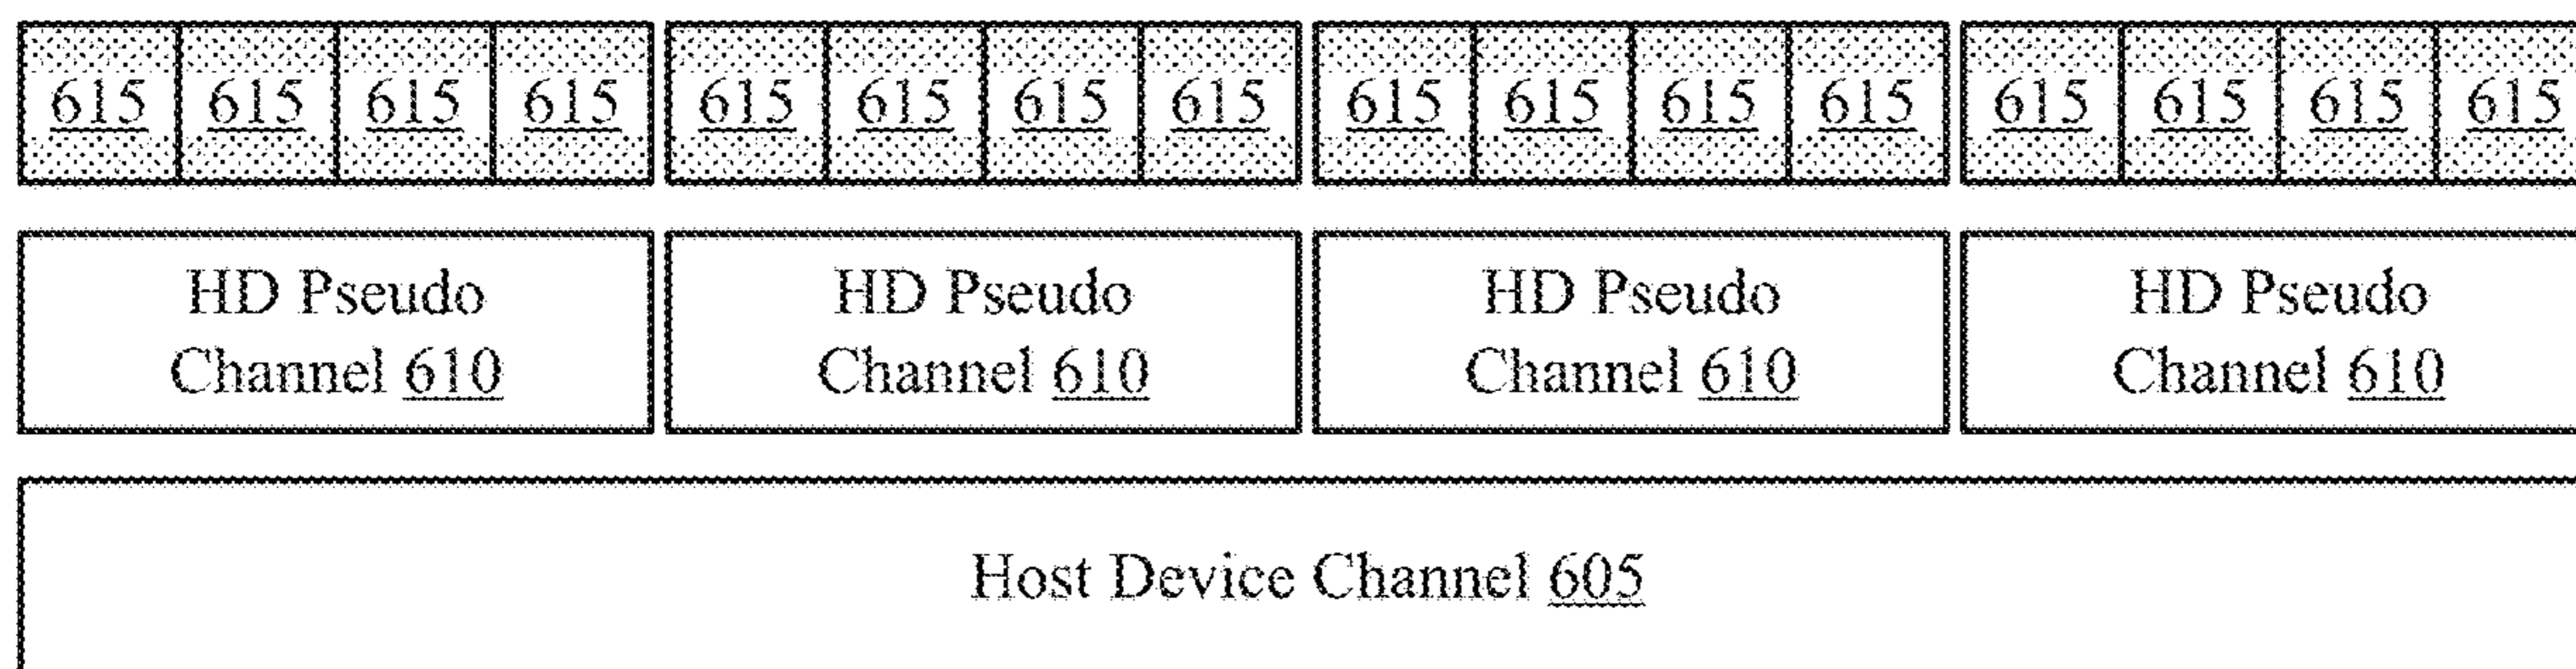 615 615 615 615 615 615 615 615 615 615 615 615 615 615 615 615
HD Pseudo HD Pseudo HD Pseudo HD Pseudo
Channel 610 Channel 610 Channel 610 Channel 610
Host Device Channel 605